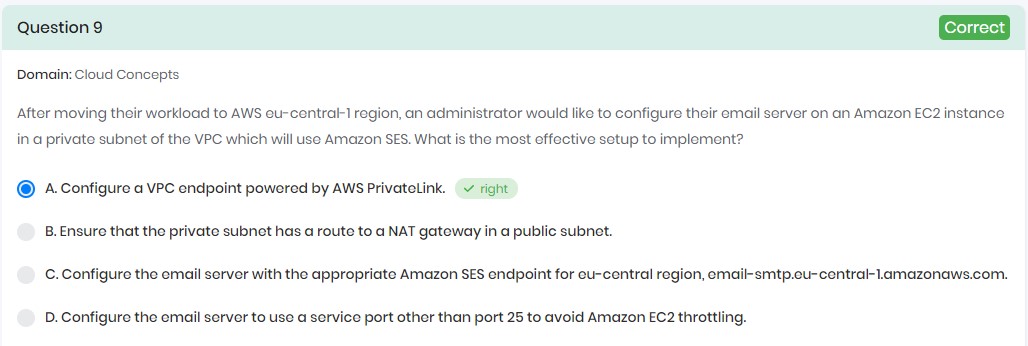 Question 9
Correct
Domain: Cloud Concepts
After moving their workload to AWS eu-central-1 region, an administrator would like to configure their email server on an Amazon EC2 instance
in a private subnet of the VPC which will use Amazon SES. What is the most effective setup to implement?
A. Configure a VPC endpoint powered by AWS PrivateLink.
right
B. Ensure that the private subnet has a route to a NAT gateway in a public subnet.
C. Configure the email server with the appropriate Amazon SES endpoint for eu-central region, email-smtp.eu-central-1.amazonaws.com.
D. Configure the email server to use a service port other than port 25 to avoid Amazon EC2 throttling.